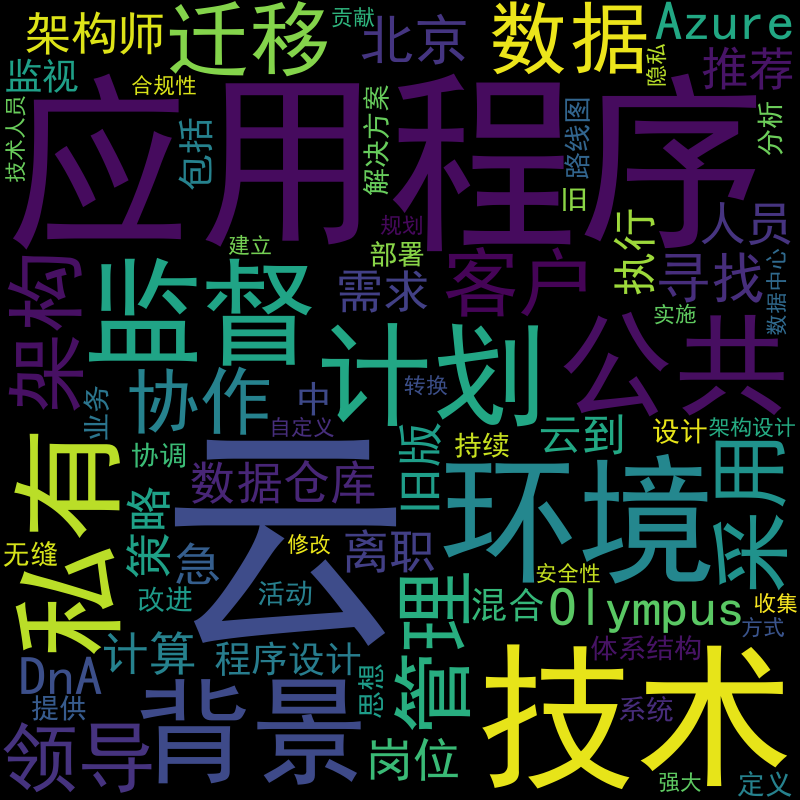 架构师
迁移
贡献
北京
数据
Azure
监视
合规性
隐私
推荐
技术人员
应用程序
包括
解决方案
路线图
分析
旧
建立
规划
部署
执行
人员
架构
监督
需求
客户
寻找
数据中心
实施
计划
公共
业务
协作
中
转换
自定义
旧版
持续
云到
设计
架构设计
协调
数据仓库
私有
云
环境
采用
无缝
策略
急
修改
离职
安全性
改进
活动
管理
混合
Olympus
收集
方式
计算
程序设计
体系结构
DnA
提供
背景
思想
技术
系统
领导
岗位
强大
定义